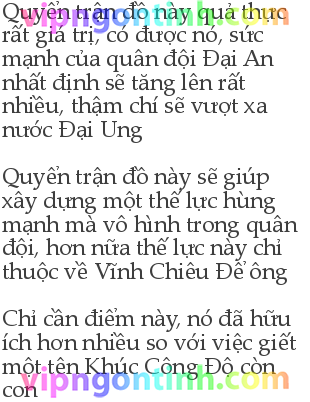 Quyển trận đồ này quả thực
rất giá trị, có được nó, sức
mạnh của quân đội Đại An
nhất định sẽ tăng lên rất
nhiều, thậm chí sẽ vượt xa
nước Đại Ung
Quyển trận đồ này sẽ giúp
xây dựng một thế lực hùng
mạnh mà vô hình trong quân
đội, hơn nữa thế lực này chỉ
thuộc về Vĩnh Chiêu Đế ông
Chỉ cần điểm này, nó đã hữu
ích hơn nhiều so với việc giết
một tên Khúc Công Độ còn
con
vipngontinh.com
vipngontinh.com
vipngontinh.com